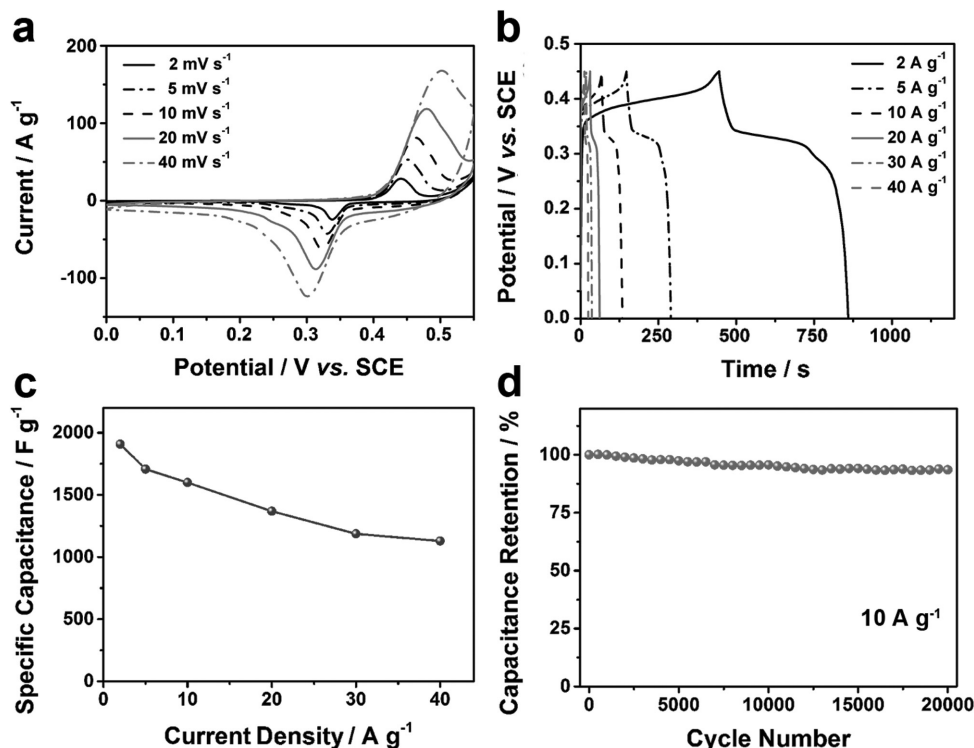 a
Current / A g⁻¹
200
100
0
-100
2 mV s⁻¹
5 mV s⁻¹
10 mV s⁻¹
20 mV s⁻¹
40 mV s⁻¹
0.0 0.1 0.2 0.3 0.4 0.5
Potential / V vs. SCE
b
Potential / V vs. SCE
0.5
0.4
0.3
0.2
0.1
0.0
2 A g⁻¹
5 A g⁻¹
10 A g⁻¹
20 A g⁻¹
30 A g⁻¹
40 A g⁻¹
0 250 500 750 1000
Time / s
c
Specific Capacitance / F g⁻¹
2000
1500
1000
500
0
0 10 20 30 40
Current Density / A g⁻¹
d
Capacitance Retention / %
100
75
50
25
0
10 A g⁻¹
0 5000 10000 15000 20000
Cycle Number